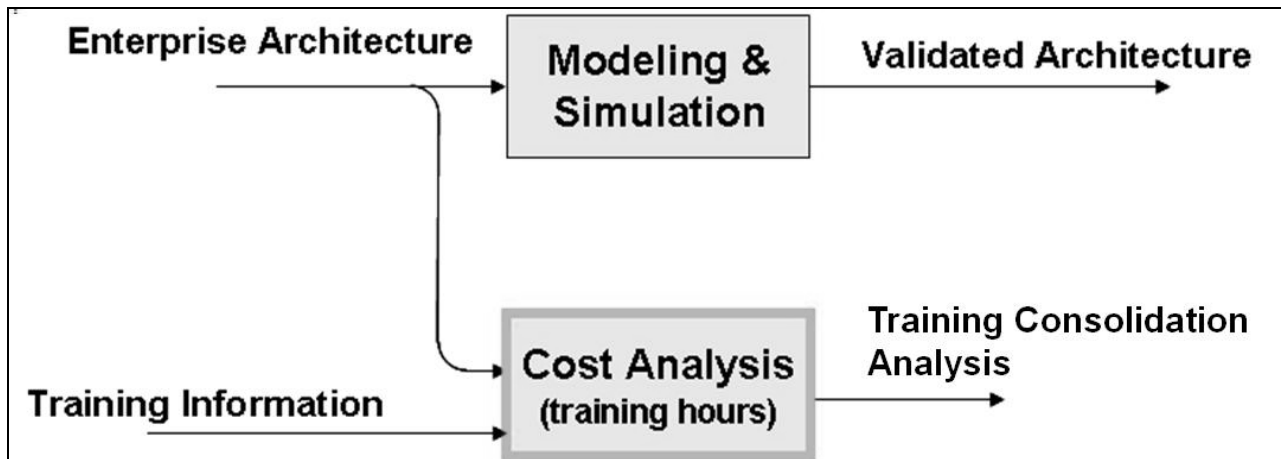 Enterprise Architecture
Modeling &
Simulation
Validated Architecture
Training Information
Cost Analysis
(training hours)
Training Consolidation
Analysis